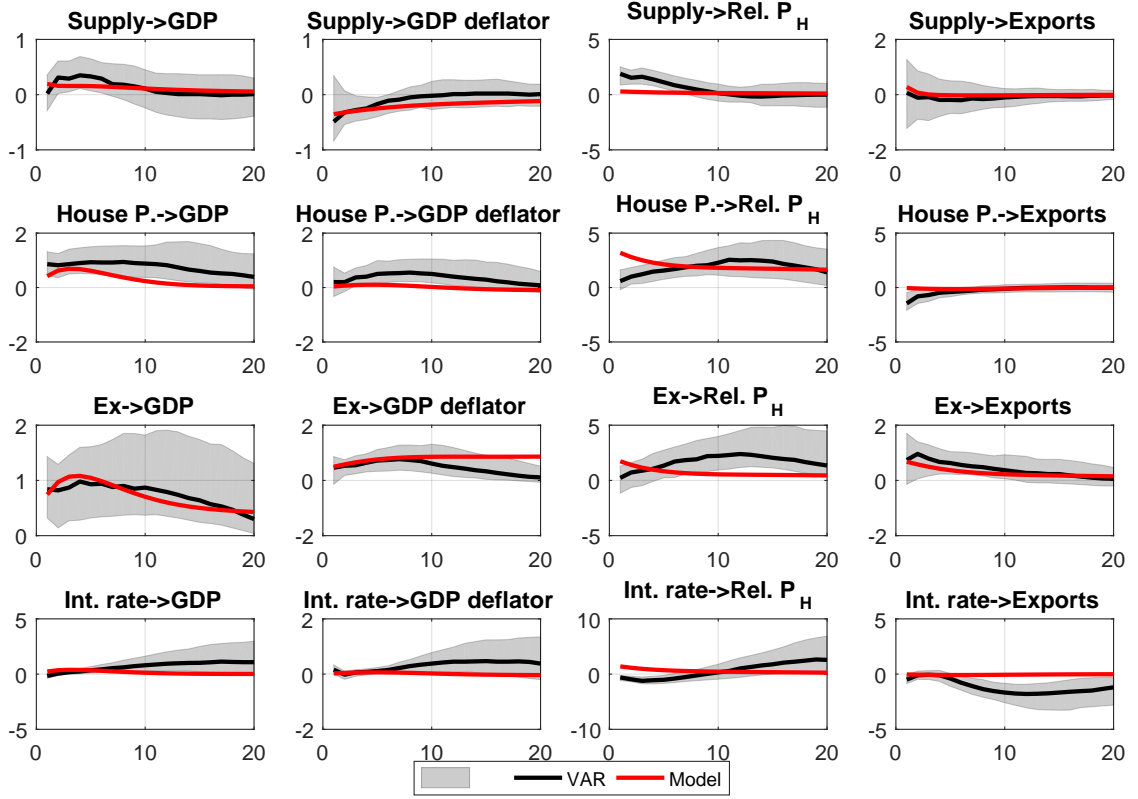 Supply->GDP
Supply->GDP deflator
Supply->Rel. P_H
Supply->Exports
1
0
-1
0 10 20
1
0
-1
0 10 20
5
0
-5
0 10 20
2
0
-2
0 10 20
House P.->GDP
House P.->GDP deflator
House P.->Rel. P_H
House P.->Exports
2
0
-2
0 10 20
2
0
-2
0 10 20
5
0
-5
0 10 20
5
0
-5
0 10 20
Ex->GDP
Ex->GDP deflator
Ex->Rel. P_H
Ex->Exports
2
1
0
0 10 20
2
0
-2
0 10 20
5
0
-5
0 10 20
2
0
-2
0 10 20
Int. rate->GDP
Int. rate->GDP deflator
Int. rate->Rel. P_H
Int. rate->Exports
5
0
-5
0 10 20
2
0
-2
0 10 20
10
0
-10
0 10 20
5
0
-5
0 10 20
VAR Model